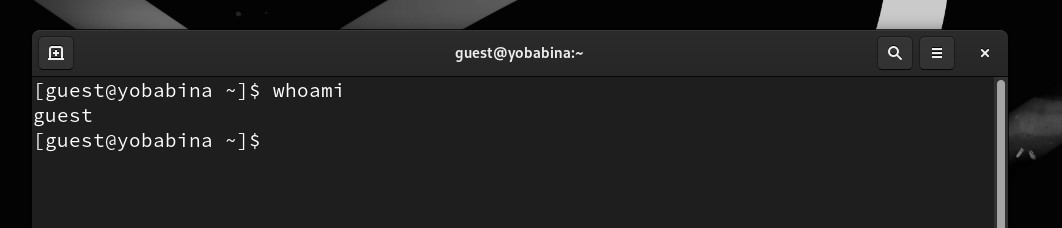 guest@yobabina:~
[guest@yobabina ~]$ whoami
guest
[guest@yobabina ~]$